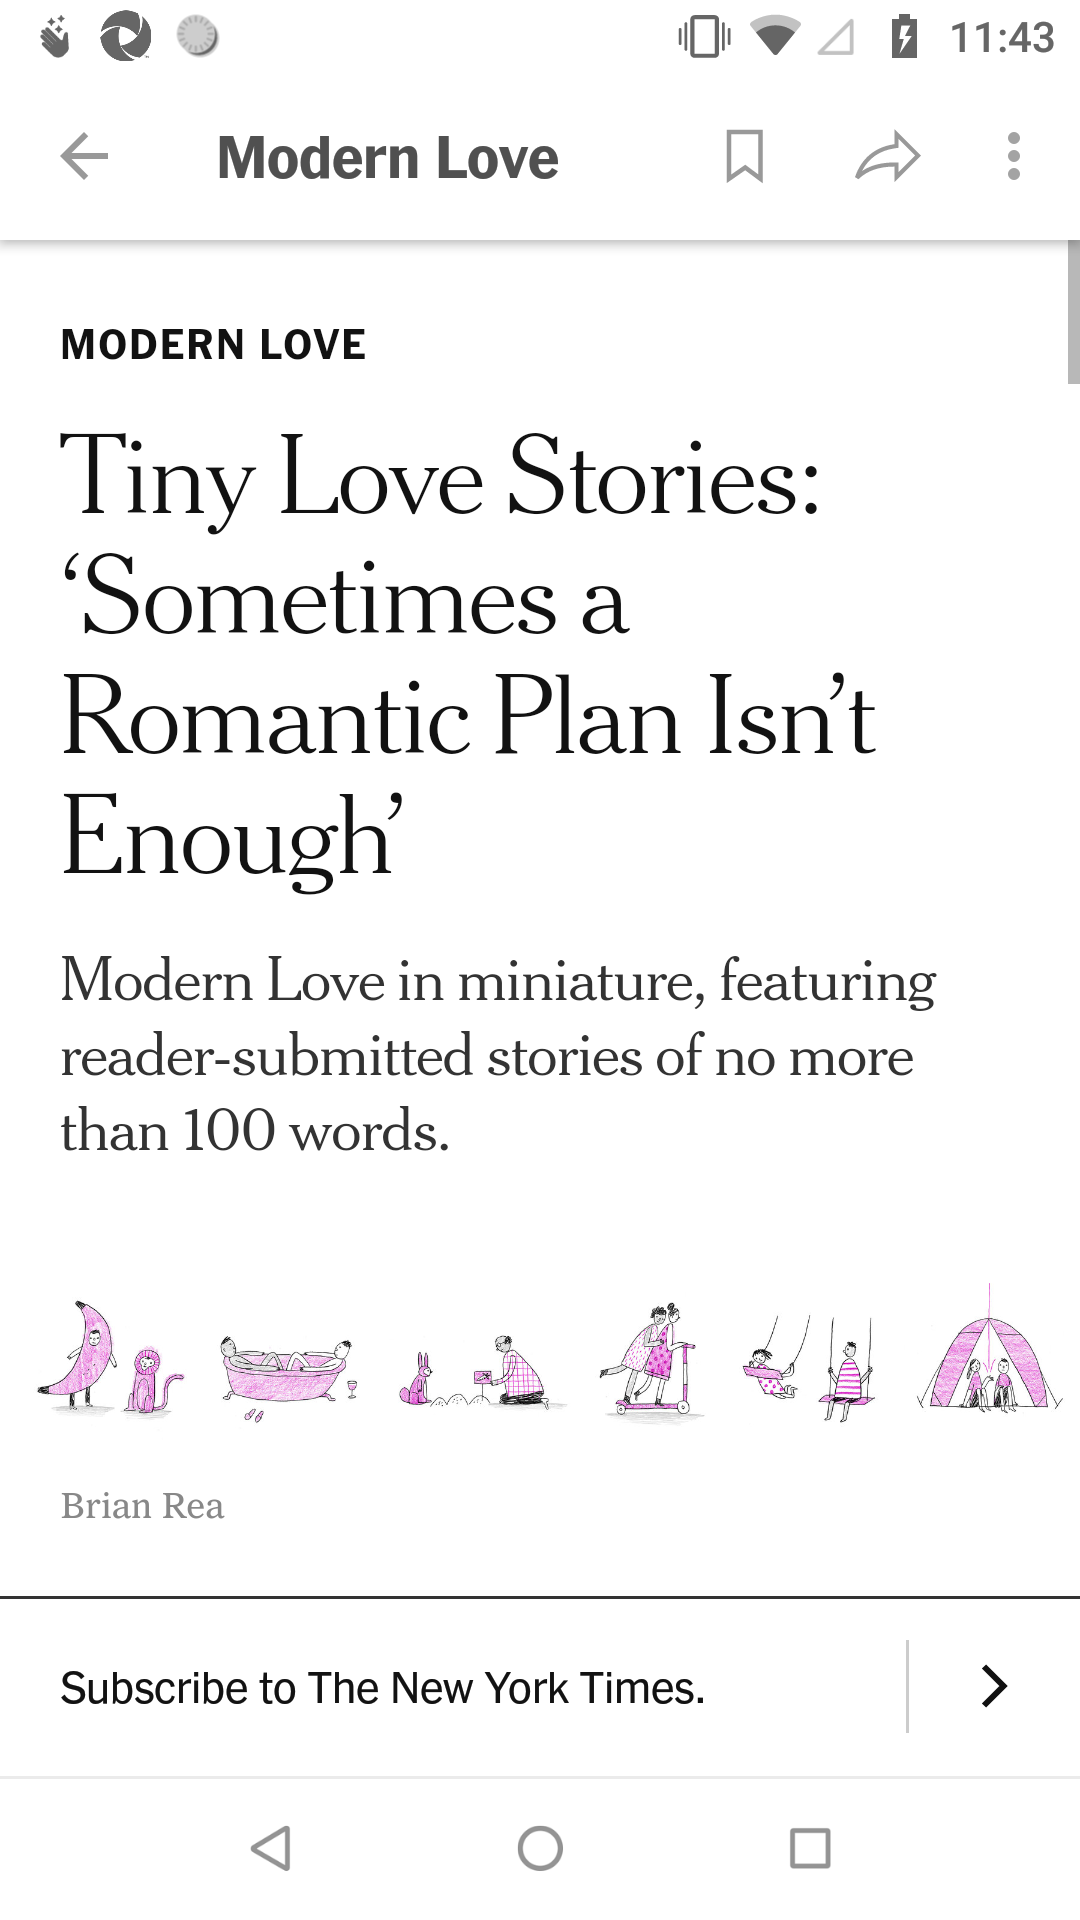 11:43
Modern Love
MODERN LOVE
Tiny Love Stories:
‘Sometimes a
Romantic Plan Isn’t
Enough’
Modern Love in miniature, featuring
reader-submitted stories of no more
than 100 words.
Brian Rea
Subscribe to The New York Times.